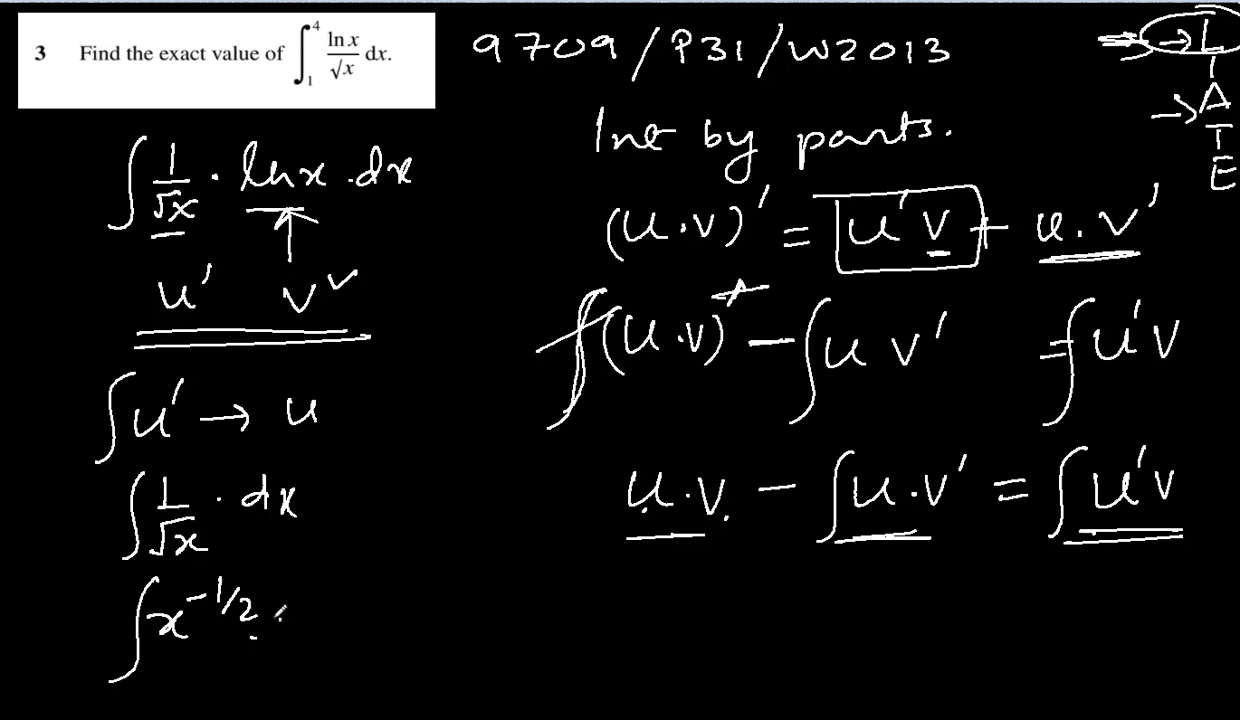 3 Find the exact value of ∫₁⁴ ln x / √x dx.
9709/P31/W2013
→ L
I
→ A
T
E
Int by parts.
∫ 1/√x · ln x · dx
u' v
(u.v)' = u'v + u.v'
∫(u.v)' - ∫u v' = ∫u'v
∫u' → u
u.v - ∫u.v' = ∫u'v
∫ 1/√x · dx
∫ x^(-1/2) .